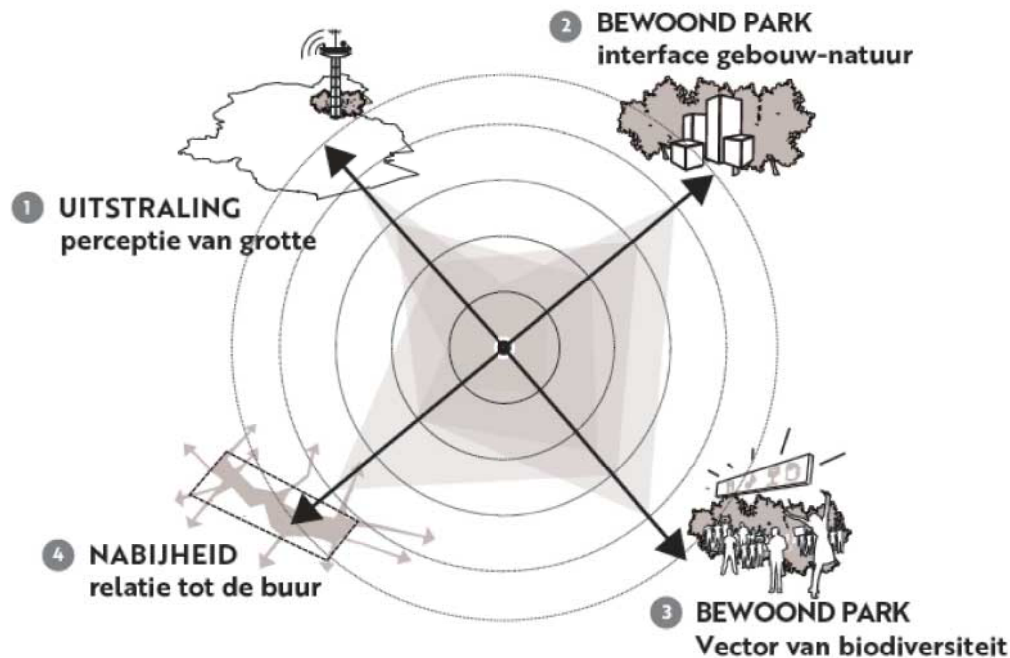 1 UITSTRALING
perceptie van grotte
2 BEWOOND PARK
interface gebouw-natuur
3 BEWOOND PARK
Vector van biodiversiteit
4 NABIJHEID
relatie tot de buur